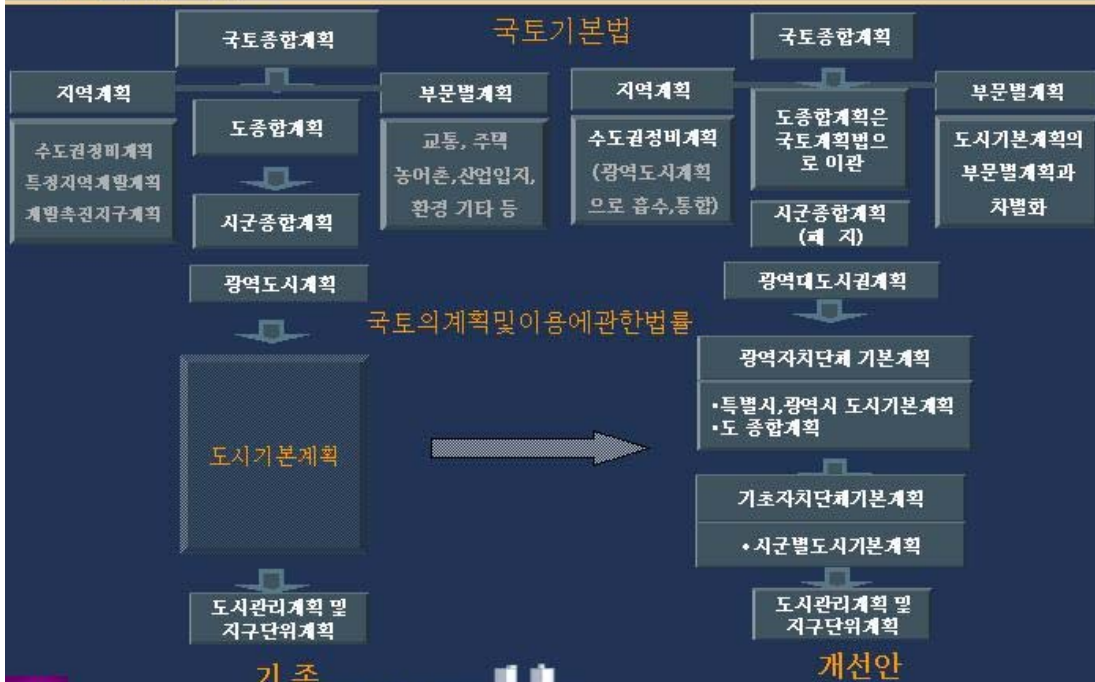 국토기본법
국토종합계획
지역계획
수도권정비계획
특정지역개발계획
개발촉진지구계획
도종합계획
시군종합계획
부문별계획
교통, 주택
농어촌,산업입지,
환경 기타 등
광역도시계획
도시기본계획
도시관리계획 및
지구단위계획
기 존
국토의계획및이용에관한법률
국토종합계획
지역계획
수도권정비계획
(광역도시계획
으로 흡수,통합)
도종합계획은
국토계획법으
로 이관
시군종합계획
(폐 지)
부문별계획
도시기본계획의
부문별계획과
차별화
광역대도시권계획
광역자치단체 기본계획
▪특별시,광역시 도시기본계획
▪도 종합계획
기초자치단체기본계획
• 시군별도시기본계획
도시관리계획 및
지구단위계획
개선안